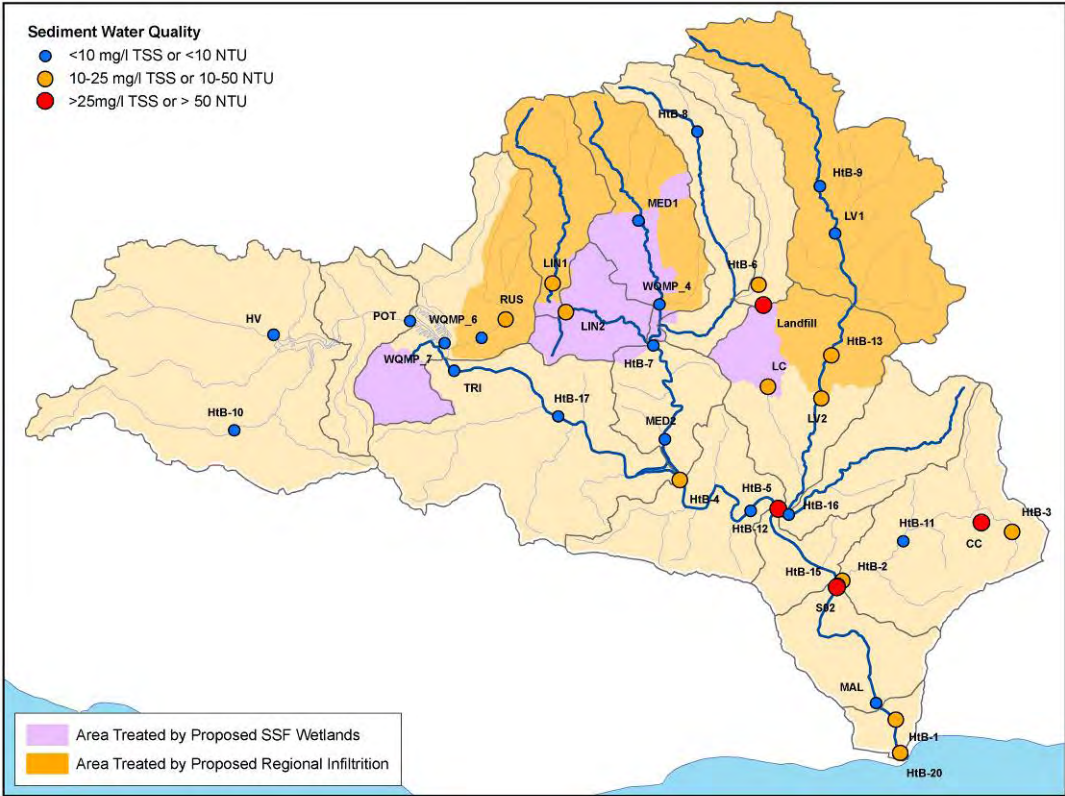 Sediment Water Quality
<10 mg/l TSS or <10 NTU
10-25 mg/l TSS or 10-50 NTU
>25mg/l TSS or > 50 NTU
HtB-8
HtB-9
MED1
LV1
LIN1
HtB-6
WQMP_4
RUS
HV
POT
WQMP_6
LIN2
Landfill
HtB-7
HtB-13
WQMP_7
TRI
LC
HtB-10
HtB-17
MED2
LV2
HtB-4
HtB-5
HtB-16
HtB-12
HtB-11
HtB-3
CC
HtB-15
HtB-2
S02
MAL
HtB-1
HtB-20
Area Treated by Proposed SSF Wetlands
Area Treated by Proposed Regional Infiltrition